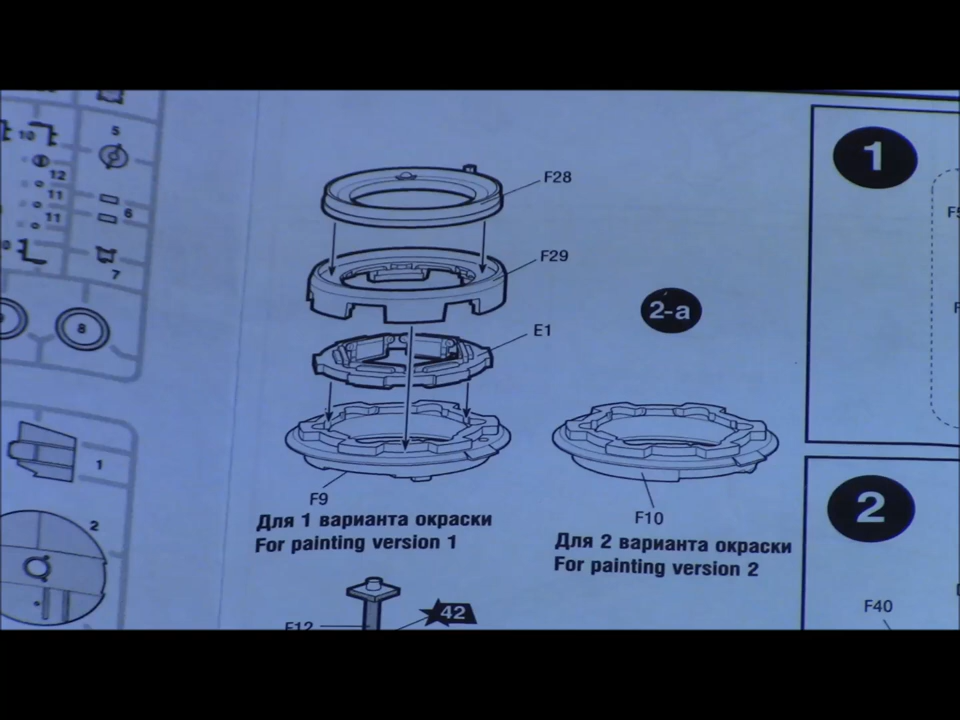 5
10
12
11
11
6
7
8
1
2
F28
F29
E1
2-a
F9
Для 1 варианта окраски
For painting version 1
F10
Для 2 варианта окраски
For painting version 2
F12
42
1
2
F40